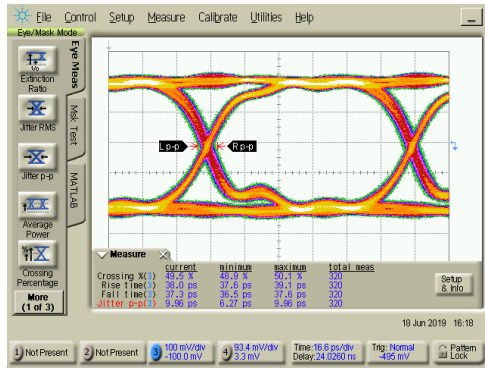 File Control Setup Measure Calibrate Utilities Help
Eye/Mask Mode
Extinction
Ratio
Jitter RMS
Jitter p-p
Average
Power
Crossing
Percentage
More
(1 of 3)
Eye Meas
Msk Test
MATLAB
L p-p
R p-p
Measure
current minimum maximum total meas
Crossing %(3) 49.5 % 48.9 % 50.1 % 320
Rise time(3) 38.0 ps 37.6 ps 39.1 ps 320
Fall time(3) 37.3 ps 36.5 ps 37.6 ps 320
Jitter p-p(3) 9.96 ps 6.27 ps 9.96 ps 320
Setup
& Info
18 Jun 2019 16:18
1 Not Present
2 Not Present
3 100 mV/div
-100.0 mV
4 93.4 mV/div
3.3 mV
Time:16.6 ps/div
Delay:24.0260 ns
Trig: Normal
-495 mV
Pattern
Lock